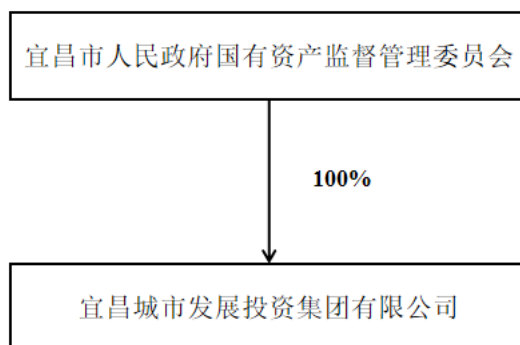 宜昌市人民政府国有资产监督管理委员会
100%
宜昌城市发展投资集团有限公司